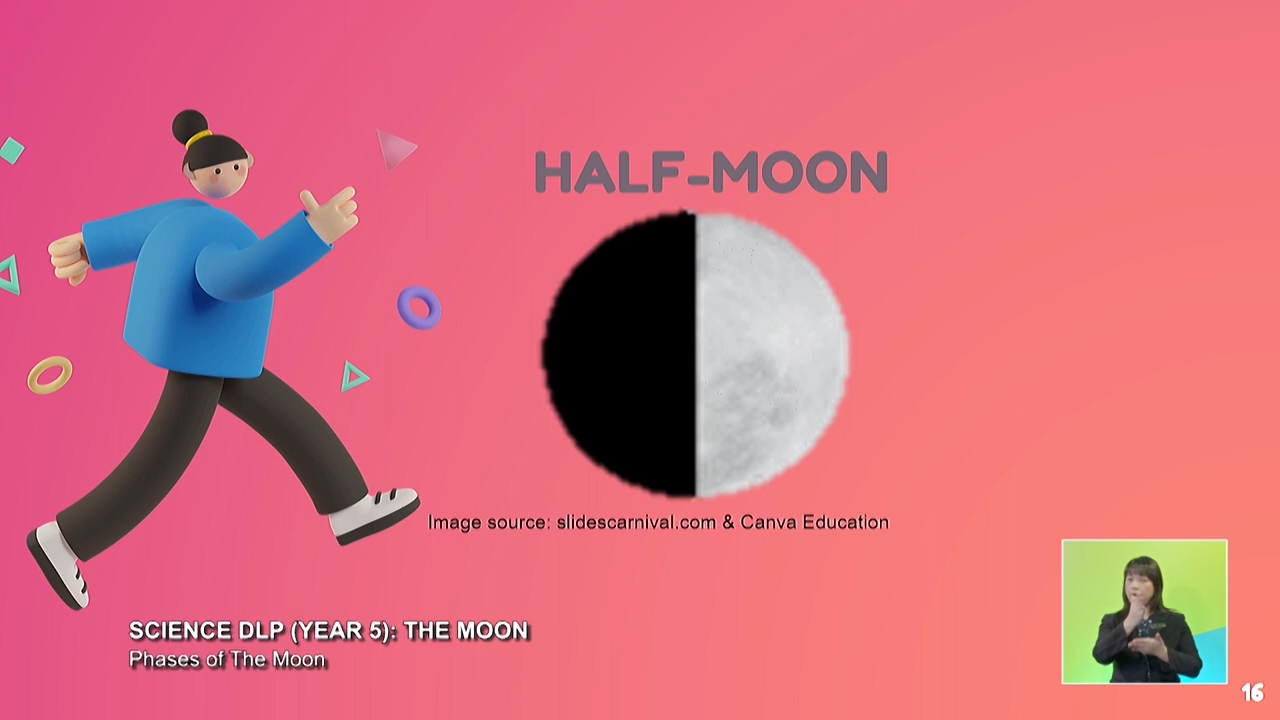 HALF-MOON
Image source: slidescarnival.com & Canva Education
SCIENCE DLP (YEAR 5): THE MOON
Phases of The Moon
16